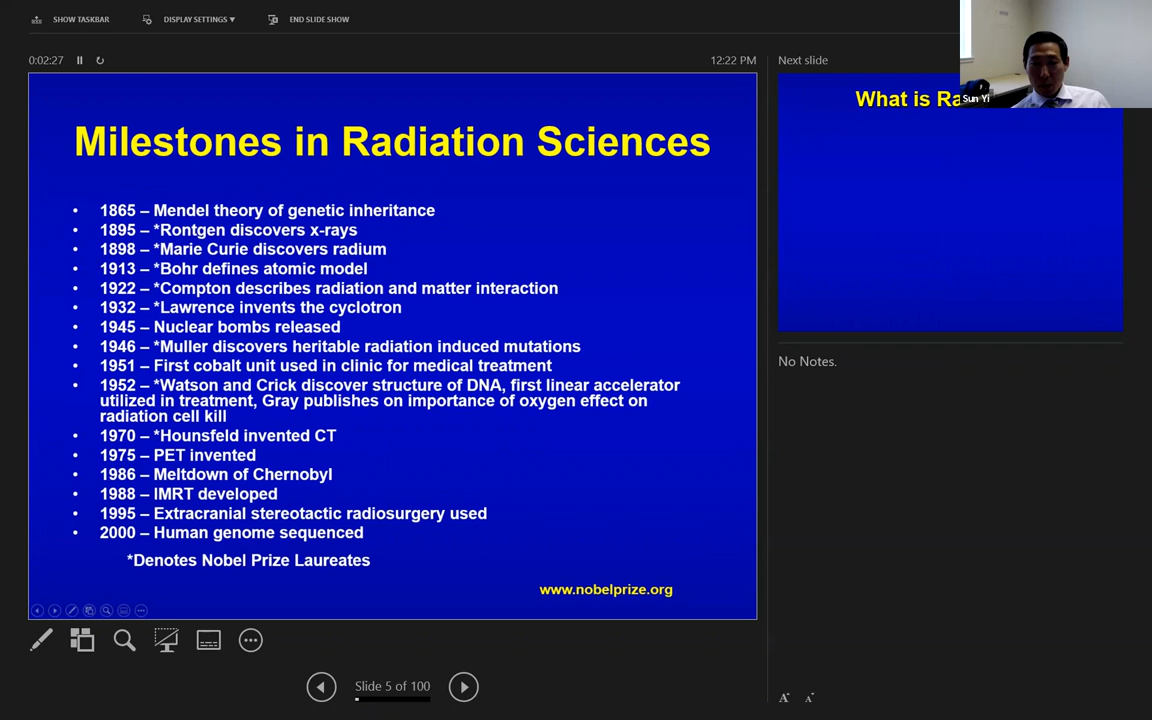 SHOW TASKBAR
DISPLAY SETTINGS ▼
END SLIDE SHOW
0:02:27
12:22 PM
Next slide
Sun Yi
What is Ra
Milestones in Radiation Sciences
• 1865 – Mendel theory of genetic inheritance
• 1895 – *Rontgen discovers x-rays
• 1898 – *Marie Curie discovers radium
• 1913 – *Bohr defines atomic model
• 1922 – *Compton describes radiation and matter interaction
• 1932 – *Lawrence invents the cyclotron
• 1945 – Nuclear bombs released
• 1946 – *Muller discovers heritable radiation induced mutations
• 1951 – First cobalt unit used in clinic for medical treatment
• 1952 – *Watson and Crick discover structure of DNA, first linear accelerator
utilized in treatment, Gray publishes on importance of oxygen effect on
radiation cell kill
• 1970 – *Hounsfeld invented CT
• 1975 – PET invented
• 1986 – Meltdown of Chernobyl
• 1988 – IMRT developed
• 1995 – Extracranial stereotactic radiosurgery used
• 2000 – Human genome sequenced
*Denotes Nobel Prize Laureates
www.nobelprize.org
No Notes.
Slide 5 of 100
A A